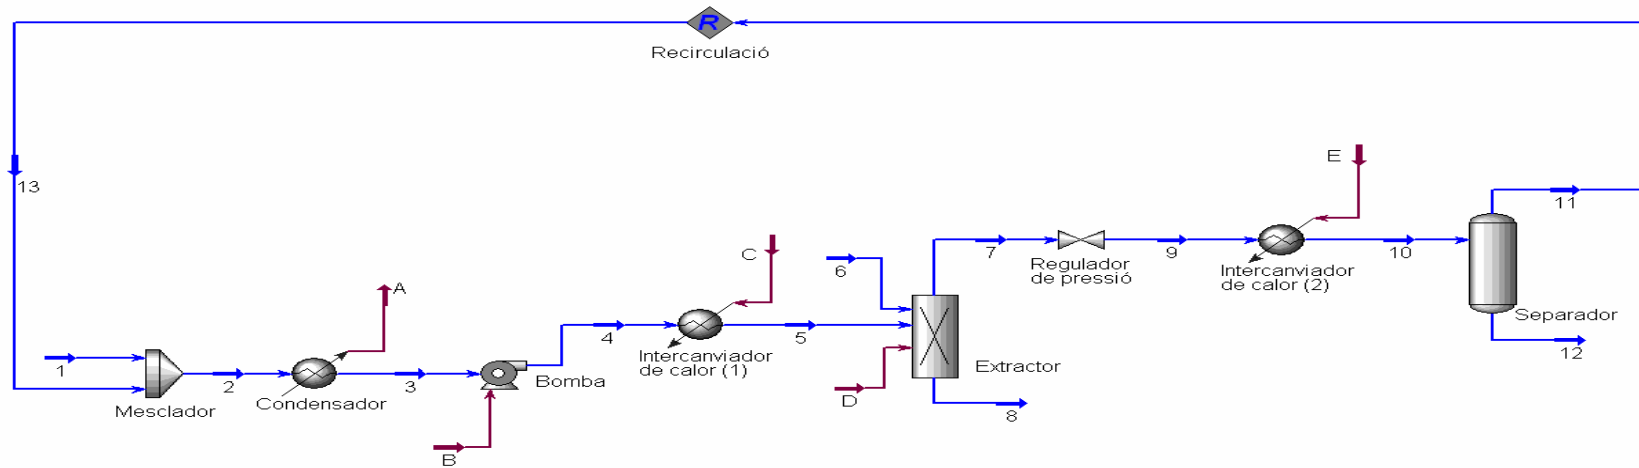 R
Recirculació
13
E
11
C
7
9
10
6
Regulador
de pressió
Intercanviador
de calor (2)
A
Separador
4
5
12
1
2
3
Intercanviador
de calor (1)
Extractor
Bomba
Mesclador
Condensador
D
8
B